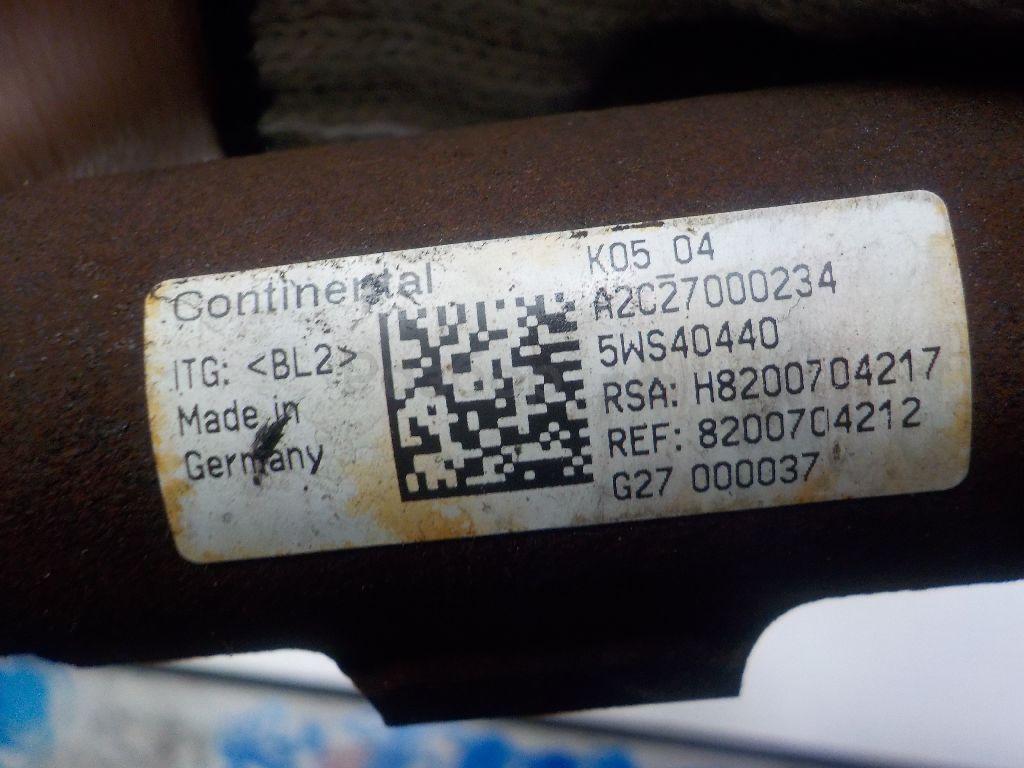 Continental
ITG: <BL2>
Made in
Germany
K05 04
A2C27000234
5WS40440
RSA: H8200704217
REF: 8200704212
G27 000037